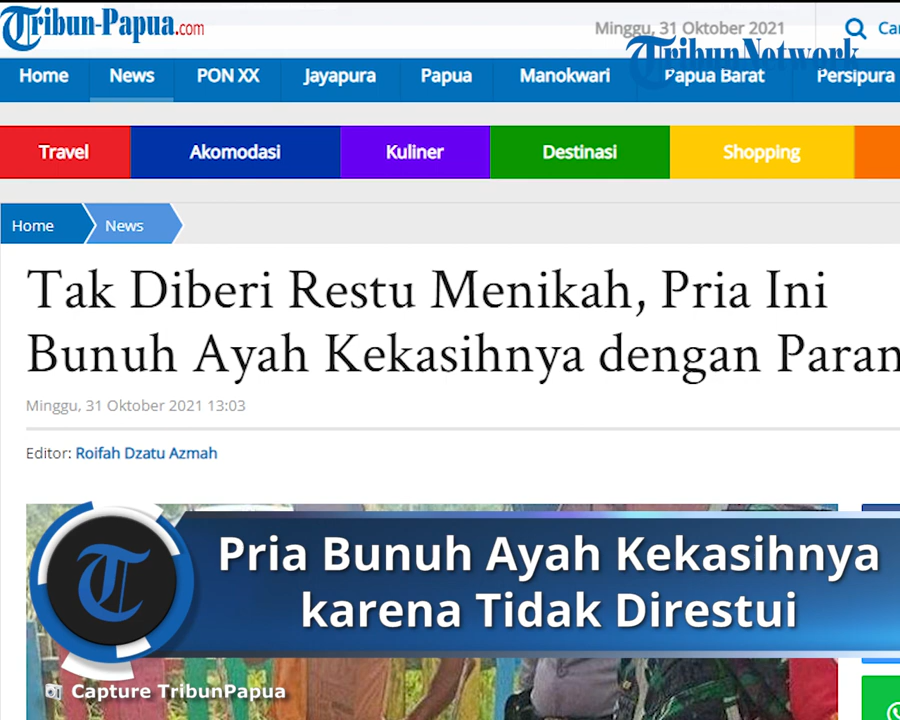 Tribun-Papua.com
Minggu, 31 Oktober 2021
TribunNetwork
Home News PON XX Jayapura Papua Manokwari Papua Barat Persipura
Travel Akomodasi Kuliner Destinasi Shopping
Home News
Tak Diberi Restu Menikah, Pria Ini
Bunuh Ayah Kekasihnya dengan Paran
Minggu, 31 Oktober 2021 13:03
Editor: Roifah Dzatu Azmah
Pria Bunuh Ayah Kekasihnya
karena Tidak Direstui
Capture TribunPapua